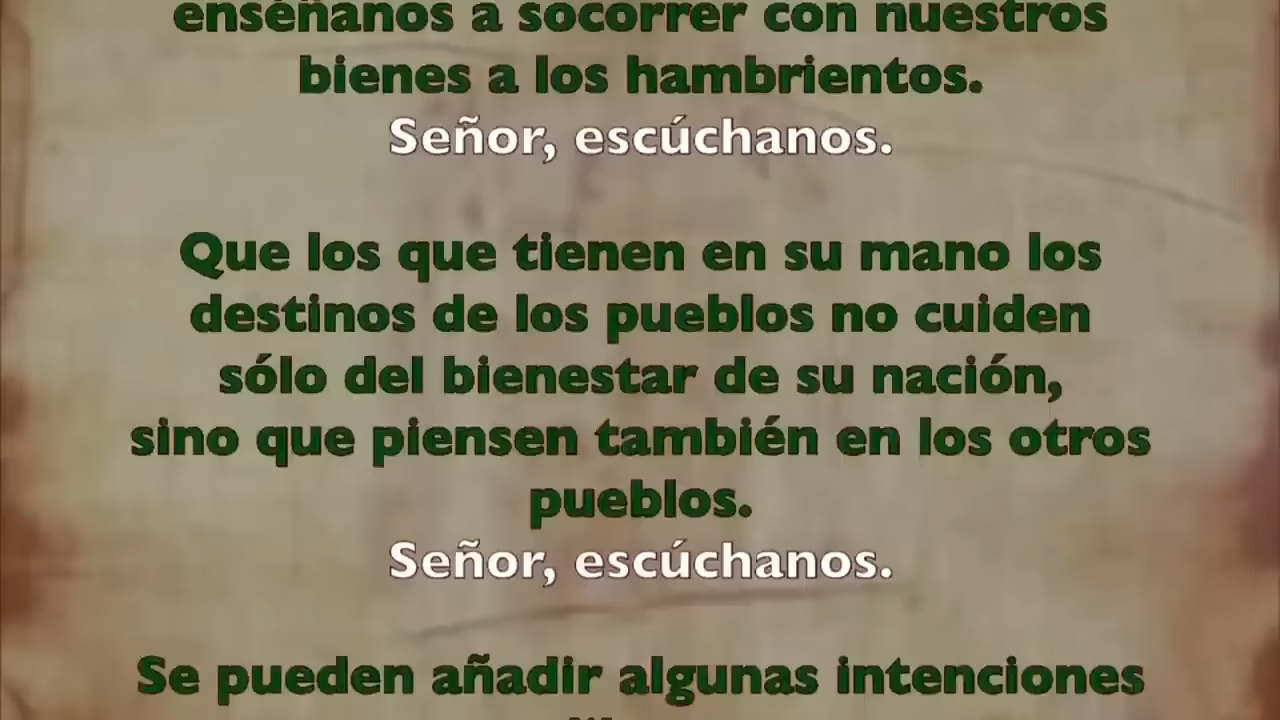 enséñanos a socorrer con nuestros
bienes a los hambrientos.
Señor, escúchanos.
Que los que tienen en su mano los
destinos de los pueblos no cuiden
sólo del bienestar de su nación,
sino que piensen también en los otros
pueblos.
Señor, escúchanos.
Se pueden añadir algunas intenciones